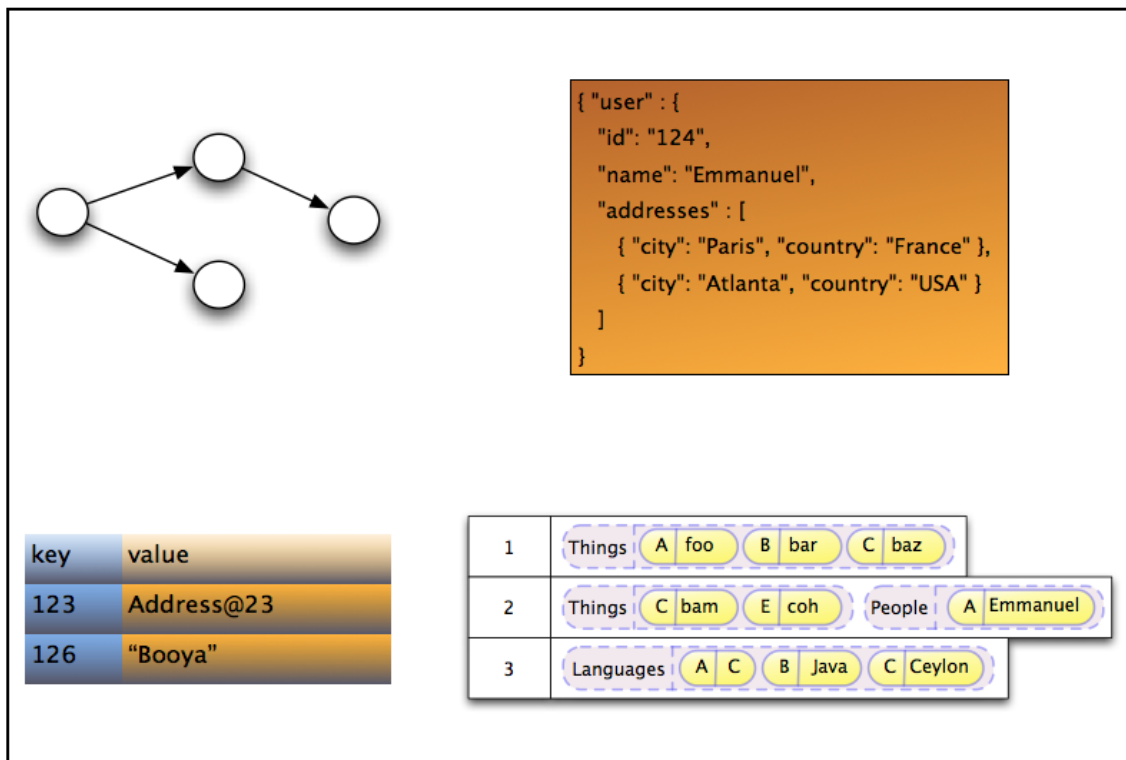 { "user" : {
"id": "124",
"name": "Emmanuel",
"addresses" : [
{ "city": "Paris", "country": "France" },
{ "city": "Atlanta", "country": "USA" }
]
}
key value
123 Address@23
126 “Booya”
1 Things A foo B bar C baz
2 Things C bam E coh People A Emmanuel
3 Languages A C B Java C Ceylon